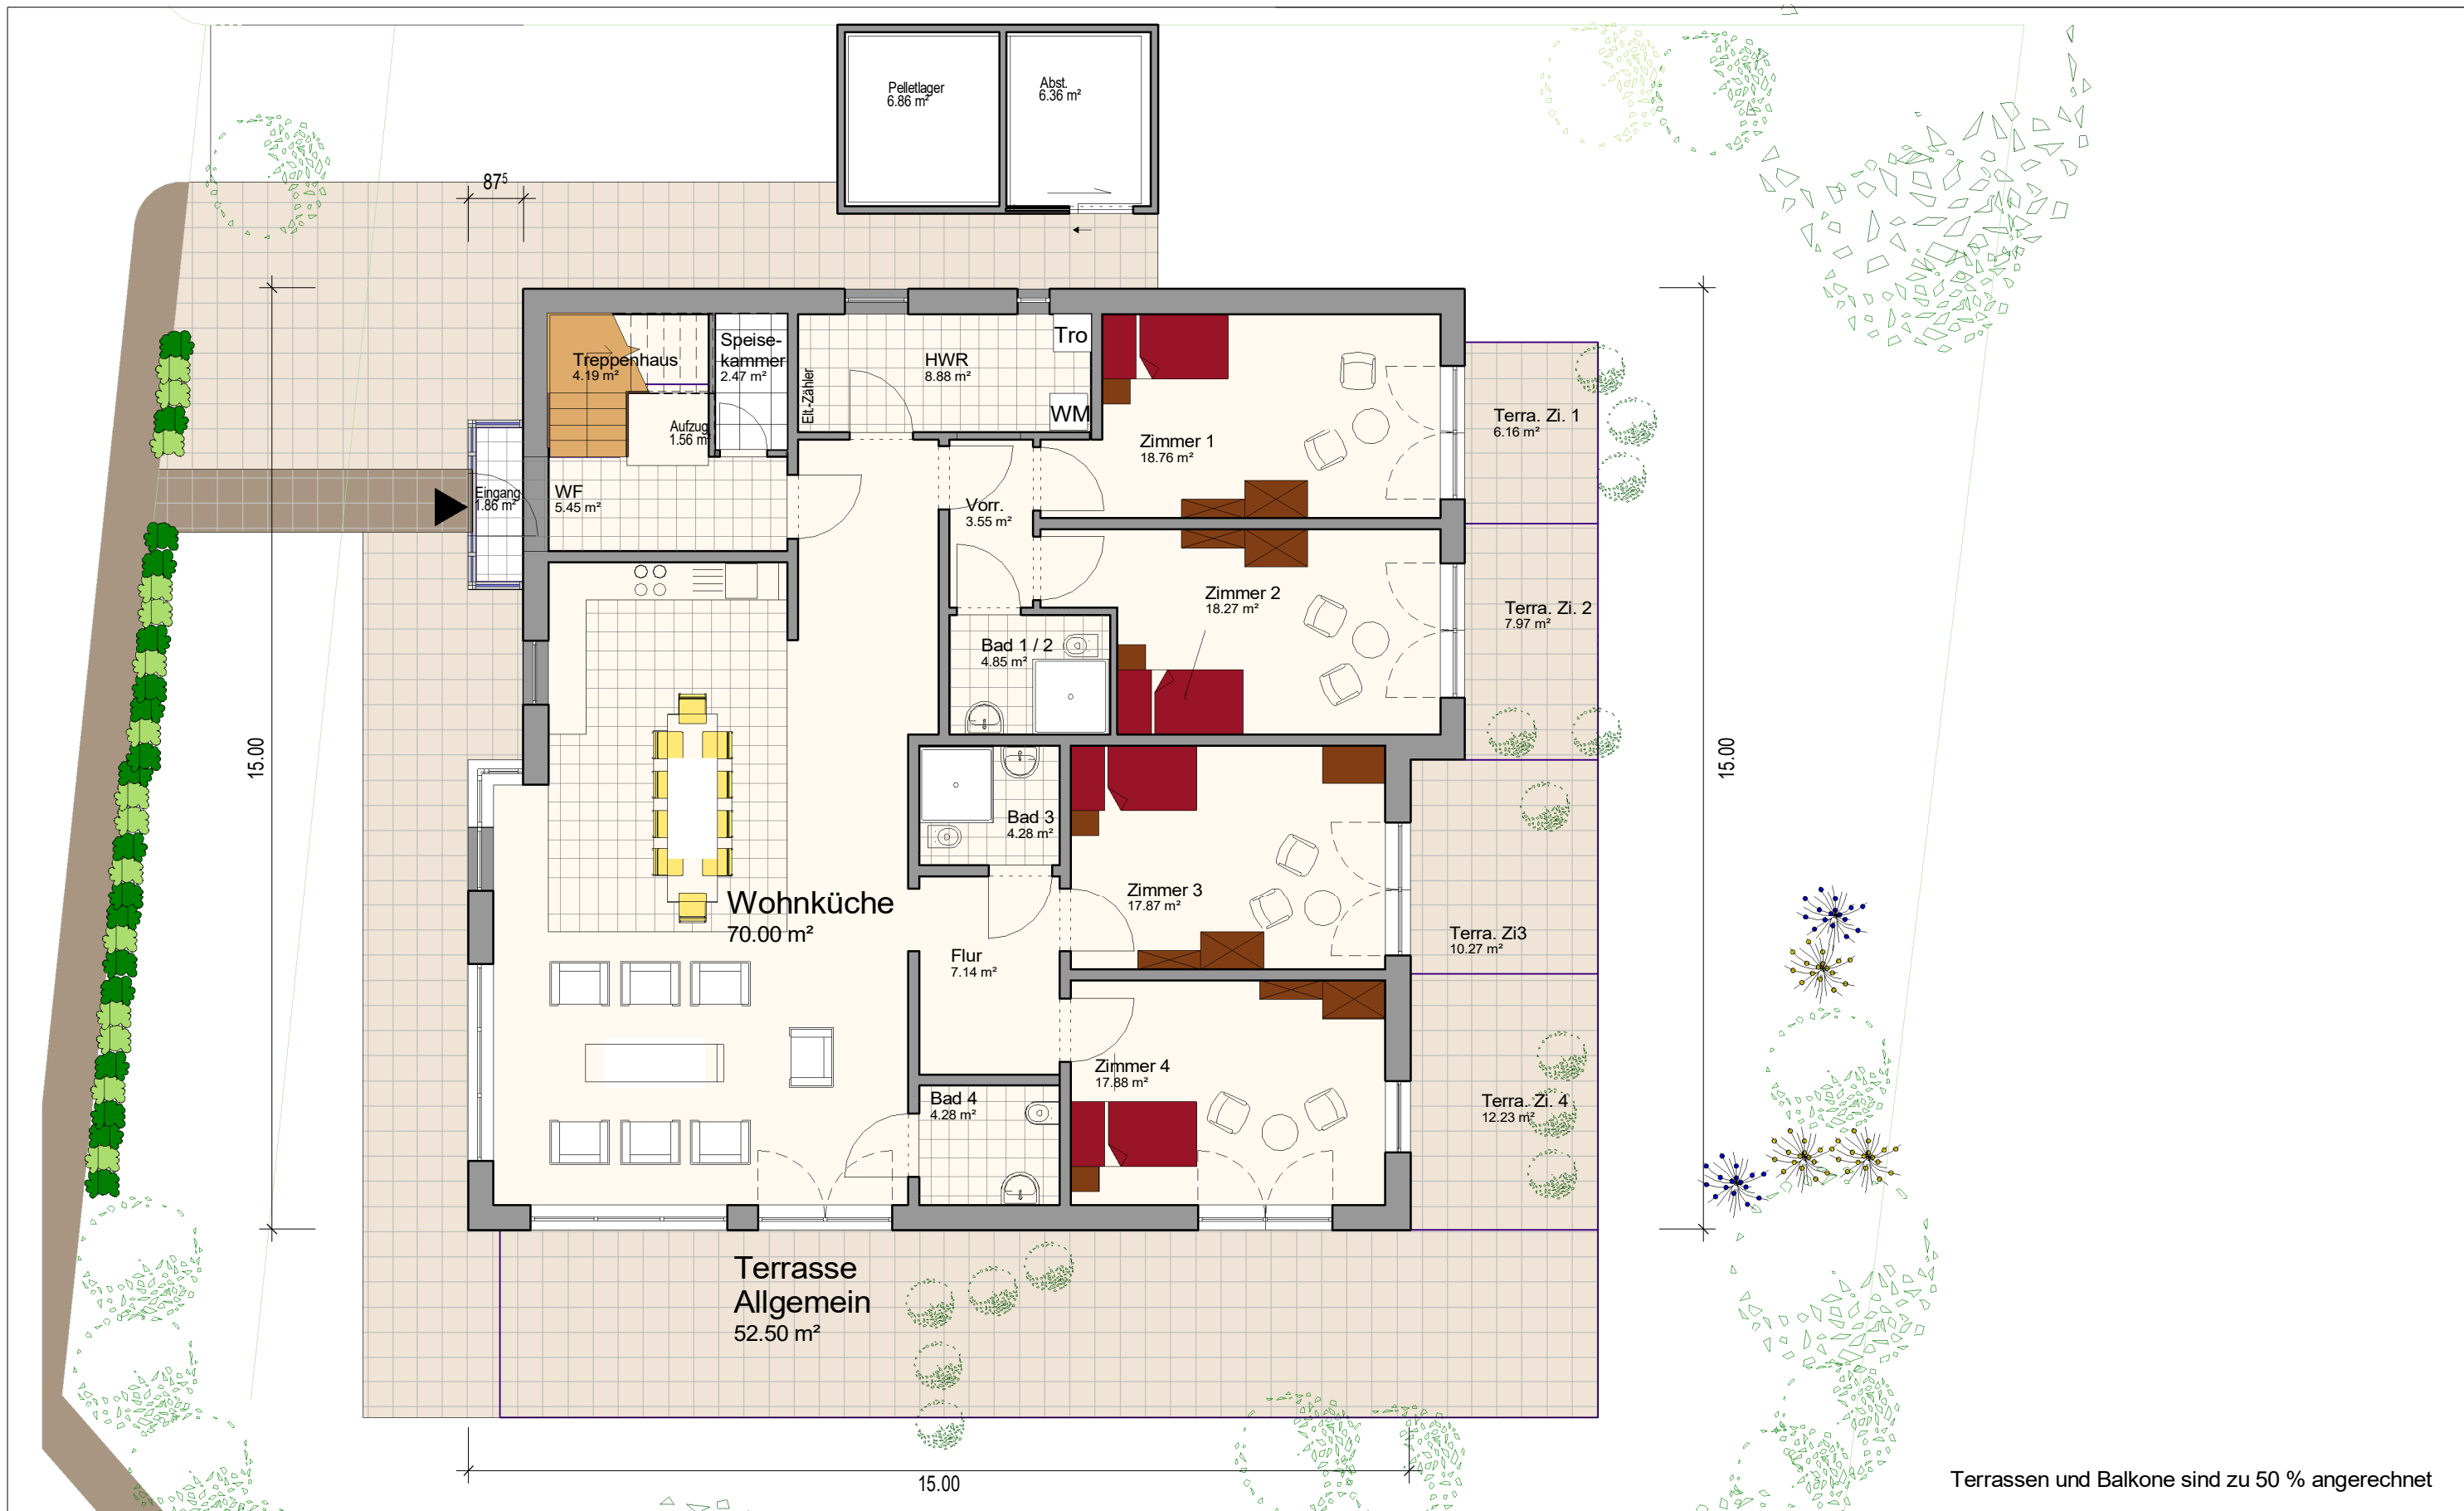 Pelletlager
6.86 m²
Abst.
6.36 m²
87⁵
Treppenhaus
4.19 m²
Speise-
kammer
2.47 m²
Elt-Zähler
HWR
8.88 m²
Tro
WM
Aufzug
1.56 m²
Zimmer 1
18.76 m²
Terra. Zi. 1
6.16 m²
Eingang
1.86 m²
WF
5.45 m²
Vorr.
3.55 m²
Zimmer 2
18.27 m²
Terra. Zi. 2
7.97 m²
Bad 1 / 2
4.85 m²
15.00
15.00
Bad 3
4.28 m²
Wohnküche
70.00 m²
Zimmer 3
17.87 m²
Terra. Zi3
10.27 m²
Flur
7.14 m²
Zimmer 4
17.88 m²
Bad 4
4.28 m²
Terra. Zi. 4
12.23 m²
Terrasse
Allgemein
52.50 m²
15.00
Terrassen und Balkone sind zu 50 % angerechnet